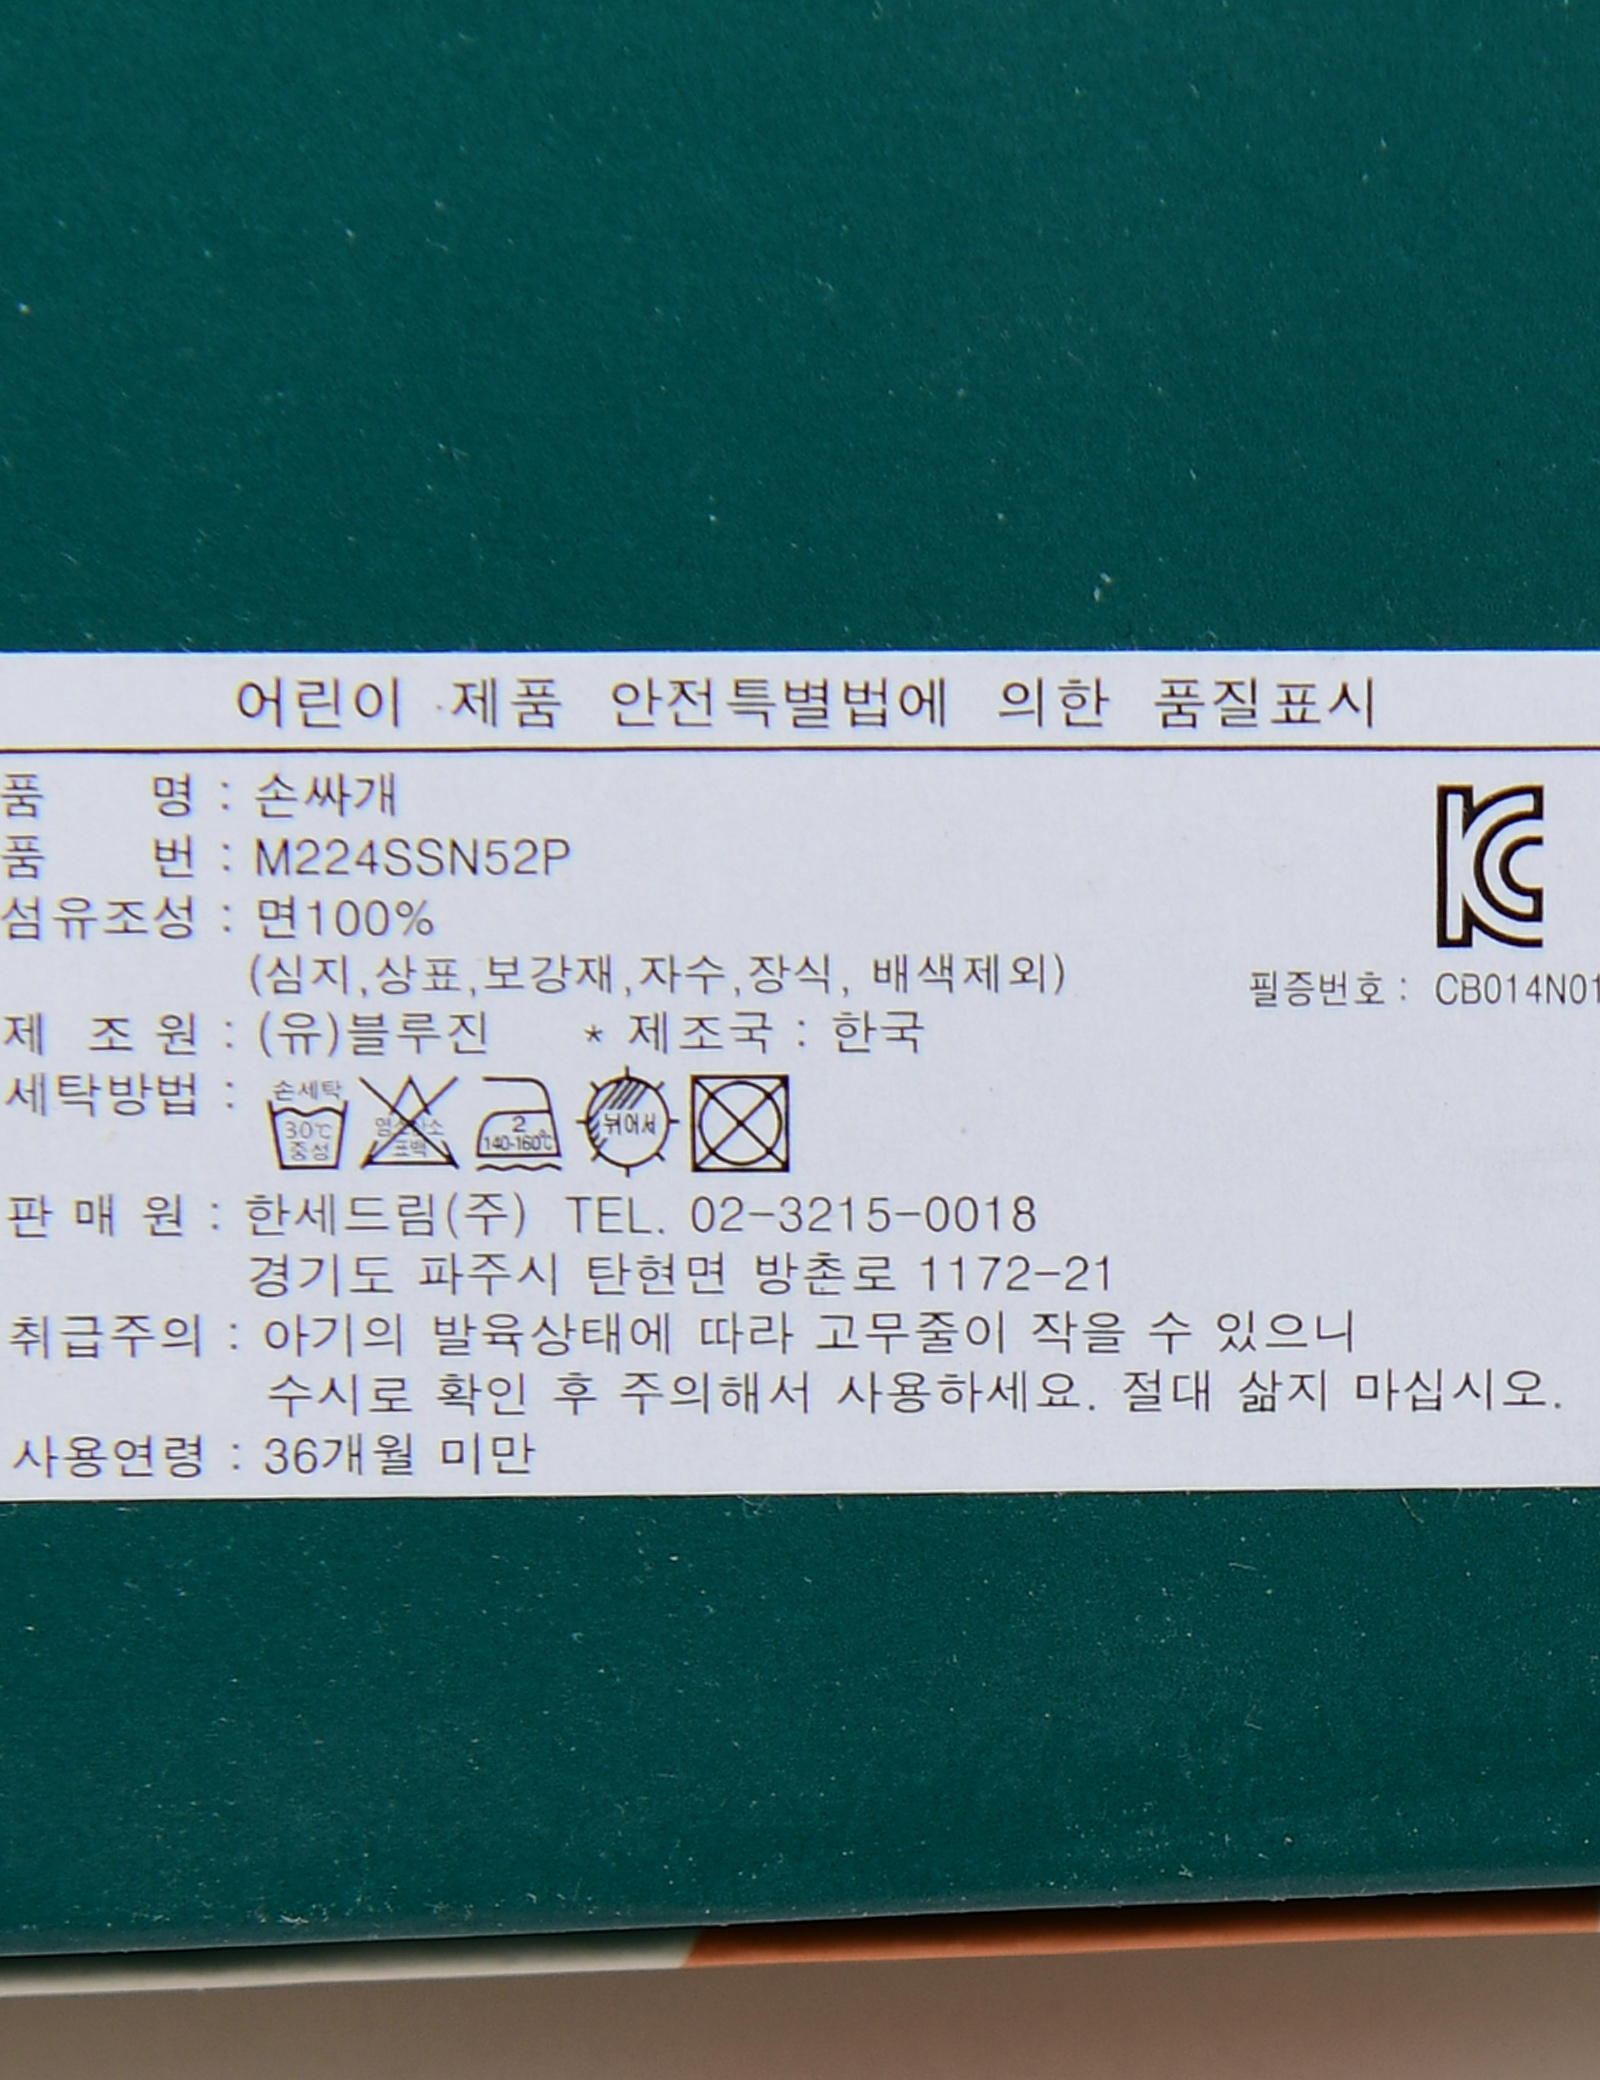 어린이 제품 안전특별법에 의한 품질표시
품 명 : 손싸개
품 번 : M224SSN52P
섬유조성 : 면100%
(심지,상표,보강재,자수,장식, 배색제외)
필증번호 : CB014N01
제 조 원 : (유)블루진 * 제조국 : 한국
세탁방법 :
손세탁 30℃ 중성
염소산소 표백
2 140-160℃
뉘어서
판 매 원 : 한세드림(주) TEL. 02-3215-0018
경기도 파주시 탄현면 방촌로 1172-21
취급주의 : 아기의 발육상태에 따라 고무줄이 작을 수 있으니
수시로 확인 후 주의해서 사용하세요. 절대 삶지 마십시오.
사용연령 : 36개월 미만